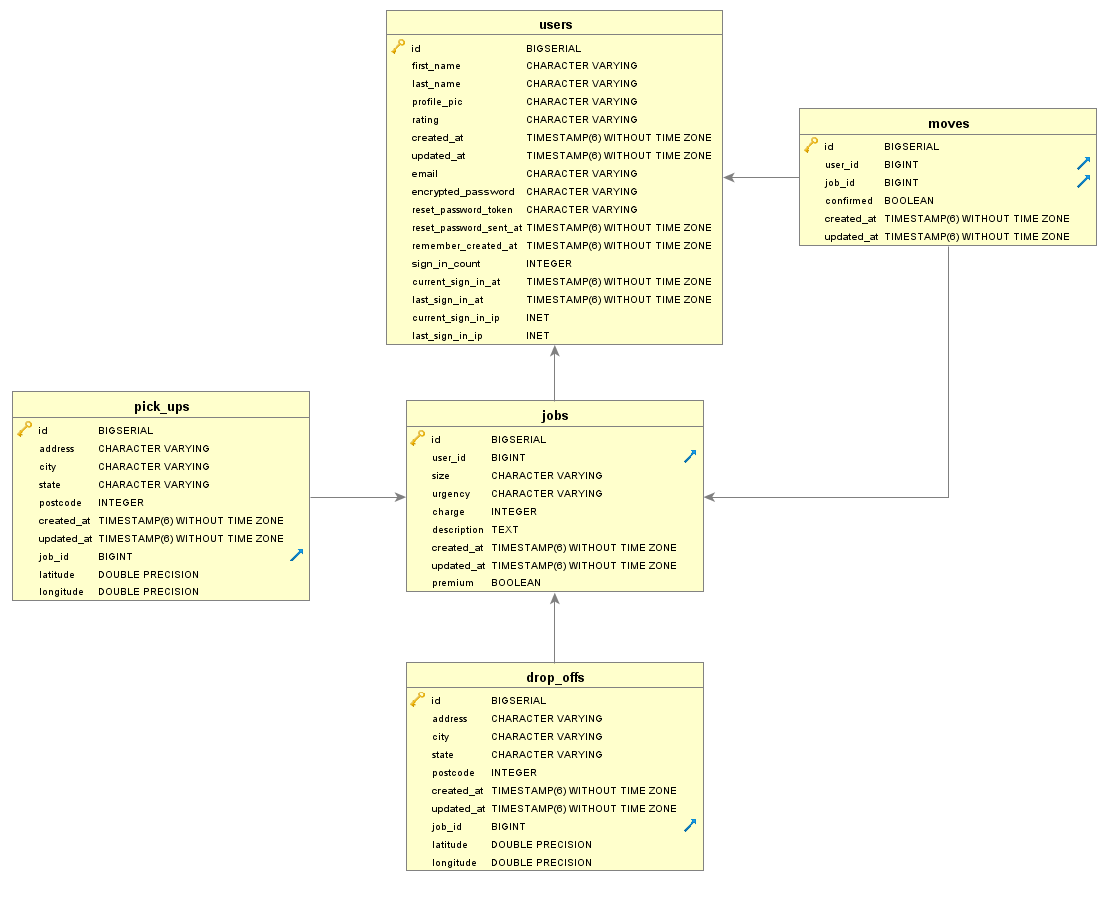 users
id BIGSERIAL
first_name CHARACTER VARYING
last_name CHARACTER VARYING
profile_pic CHARACTER VARYING
rating CHARACTER VARYING
created_at TIMESTAMP(6) WITHOUT TIME ZONE
updated_at TIMESTAMP(6) WITHOUT TIME ZONE
email CHARACTER VARYING
encrypted_password CHARACTER VARYING
reset_password_token CHARACTER VARYING
reset_password_sent_at TIMESTAMP(6) WITHOUT TIME ZONE
remember_created_at TIMESTAMP(6) WITHOUT TIME ZONE
sign_in_count INTEGER
current_sign_in_at TIMESTAMP(6) WITHOUT TIME ZONE
last_sign_in_at TIMESTAMP(6) WITHOUT TIME ZONE
current_sign_in_ip INET
last_sign_in_ip INET
moves
id BIGSERIAL
user_id BIGINT
job_id BIGINT
confirmed BOOLEAN
created_at TIMESTAMP(6) WITHOUT TIME ZONE
updated_at TIMESTAMP(6) WITHOUT TIME ZONE
pick_ups
id BIGSERIAL
address CHARACTER VARYING
city CHARACTER VARYING
state CHARACTER VARYING
postcode INTEGER
created_at TIMESTAMP(6) WITHOUT TIME ZONE
updated_at TIMESTAMP(6) WITHOUT TIME ZONE
job_id BIGINT
latitude DOUBLE PRECISION
longitude DOUBLE PRECISION
jobs
id BIGSERIAL
user_id BIGINT
size CHARACTER VARYING
urgency CHARACTER VARYING
charge INTEGER
description TEXT
created_at TIMESTAMP(6) WITHOUT TIME ZONE
updated_at TIMESTAMP(6) WITHOUT TIME ZONE
premium BOOLEAN
drop_offs
id BIGSERIAL
address CHARACTER VARYING
city CHARACTER VARYING
state CHARACTER VARYING
postcode INTEGER
created_at TIMESTAMP(6) WITHOUT TIME ZONE
updated_at TIMESTAMP(6) WITHOUT TIME ZONE
job_id BIGINT
latitude DOUBLE PRECISION
longitude DOUBLE PRECISION